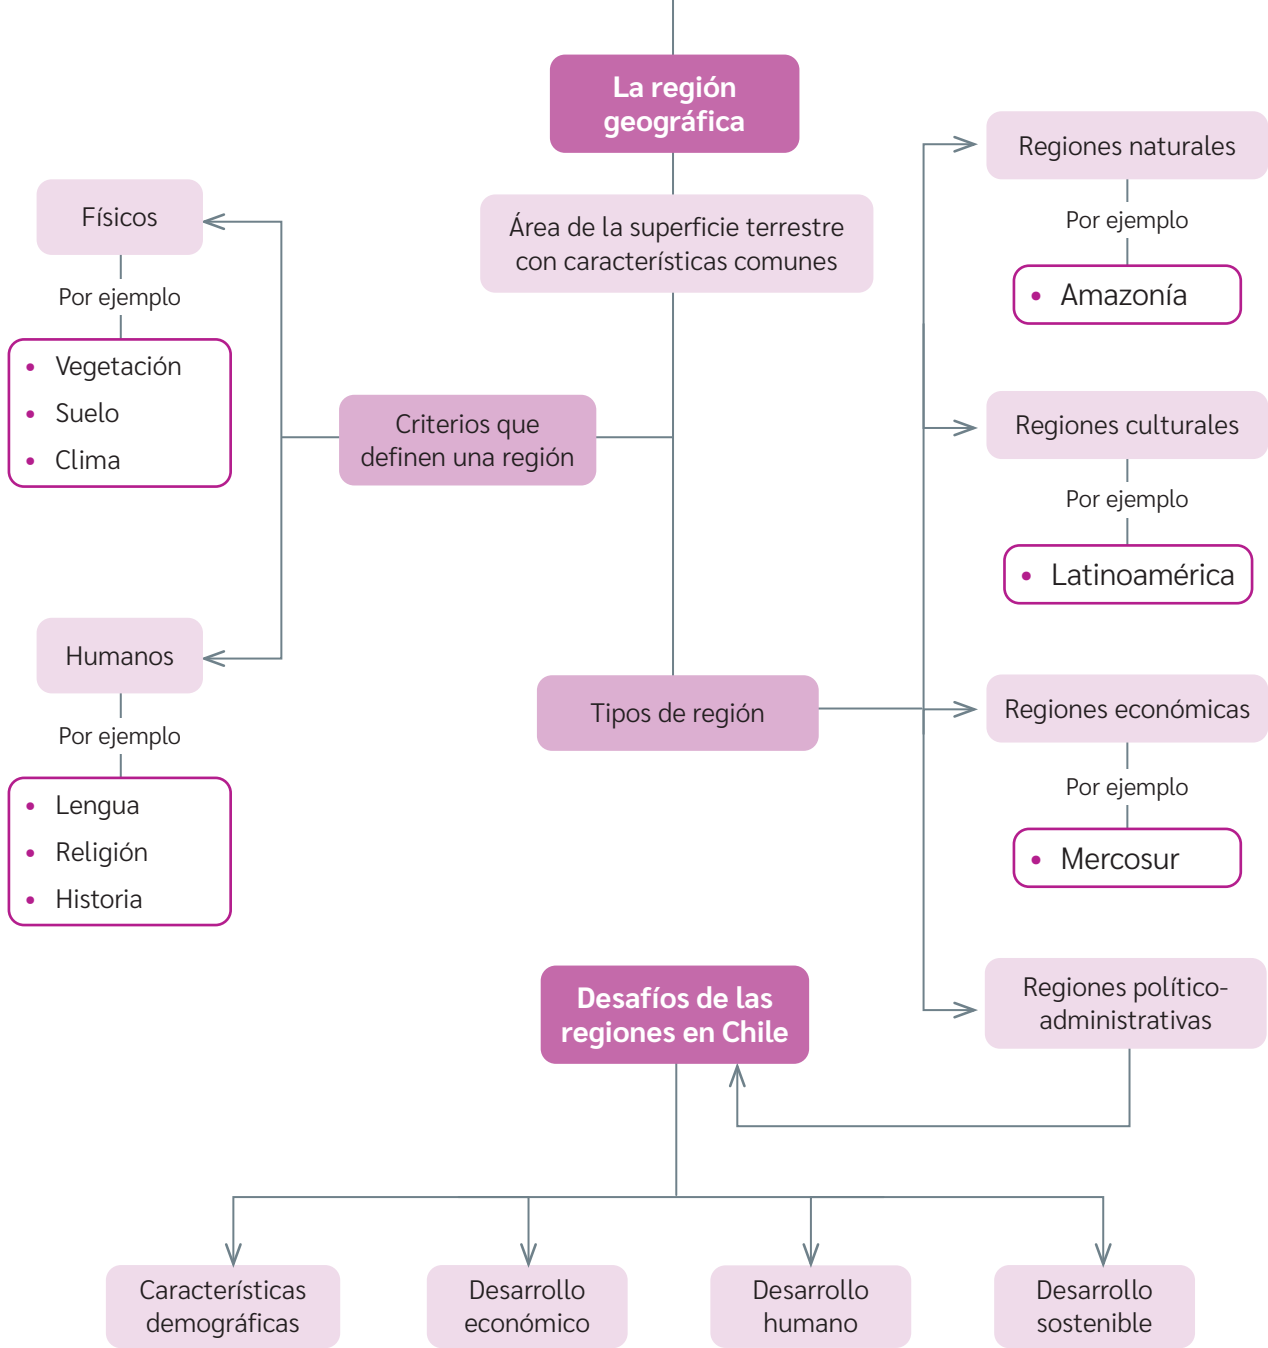 La región
geográfica
Área de la superficie terrestre
con características comunes
Criterios que
definen una región
Físicos
Por ejemplo
• Vegetación
• Suelo
• Clima
Humanos
Por ejemplo
• Lengua
• Religión
• Historia
Tipos de región
Regiones naturales
Por ejemplo
• Amazonía
Regiones culturales
Por ejemplo
• Latinoamérica
Regiones económicas
Por ejemplo
• Mercosur
Regiones político-
administrativas
Desafíos de las
regiones en Chile
Características
demográficas
Desarrollo
económico
Desarrollo
humano
Desarrollo
sostenible